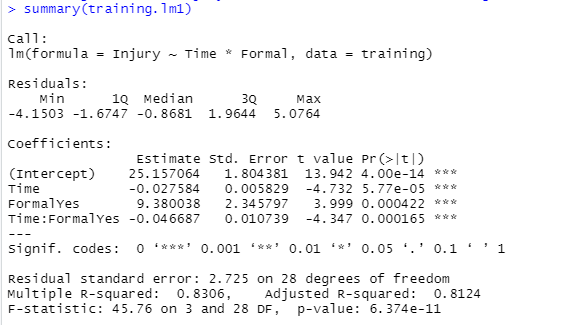 > summary(training.lm1)
Call:
lm(formula = Injury ~ Time * Formal, data = training)
Residuals:
Min 1Q Median 3Q Max
-4.1503 -1.6747 -0.8681 1.9644 5.0764
Coefficients:
Estimate Std. Error t value Pr(>|t|)
(Intercept) 25.157064 1.804381 13.942 4.00e-14 ***
Time -0.027584 0.005829 -4.732 5.77e-05 ***
FormalYes 9.380038 2.345797 3.999 0.000422 ***
Time:FormalYes -0.046687 0.010739 -4.347 0.000165 ***
---
Signif. codes: 0 ‘***’ 0.001 ‘**’ 0.01 ‘*’ 0.05 ‘.’ 0.1 ‘ ’ 1
Residual standard error: 2.725 on 28 degrees of freedom
Multiple R-squared: 0.8306, Adjusted R-squared: 0.8124
F-statistic: 45.76 on 3 and 28 DF, p-value: 6.374e-11